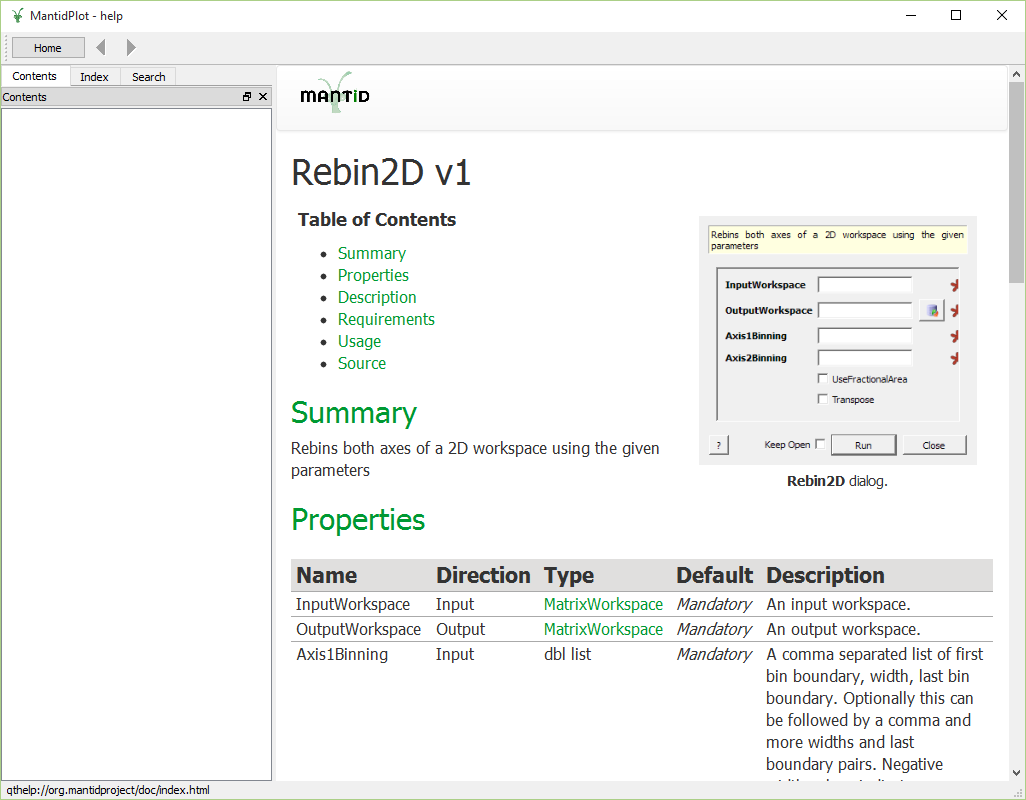 MantidPlot - help
Home
Contents Index Search
Contents
MANTiD
Rebin2D v1
Table of Contents
Summary
Properties
Description
Requirements
Usage
Source
Rebins both axes of a 2D workspace using the given
parameters
InputWorkspace
OutputWorkspace
Axis1Binning
Axis2Binning
UseFractionalArea
Transpose
? Keep Open Run Close
Rebin2D dialog.
Summary
Rebins both axes of a 2D workspace using the given
parameters
Properties
Name Direction Type Default Description
InputWorkspace Input MatrixWorkspace Mandatory An input workspace.
OutputWorkspace Output MatrixWorkspace Mandatory An output workspace.
Axis1Binning Input dbl list Mandatory A comma separated list of first
bin boundary, width, last bin
boundary. Optionally this can
be followed by a comma and
more widths and last
boundary pairs. Negative
qthelp://org.mantidproject/doc/index.html